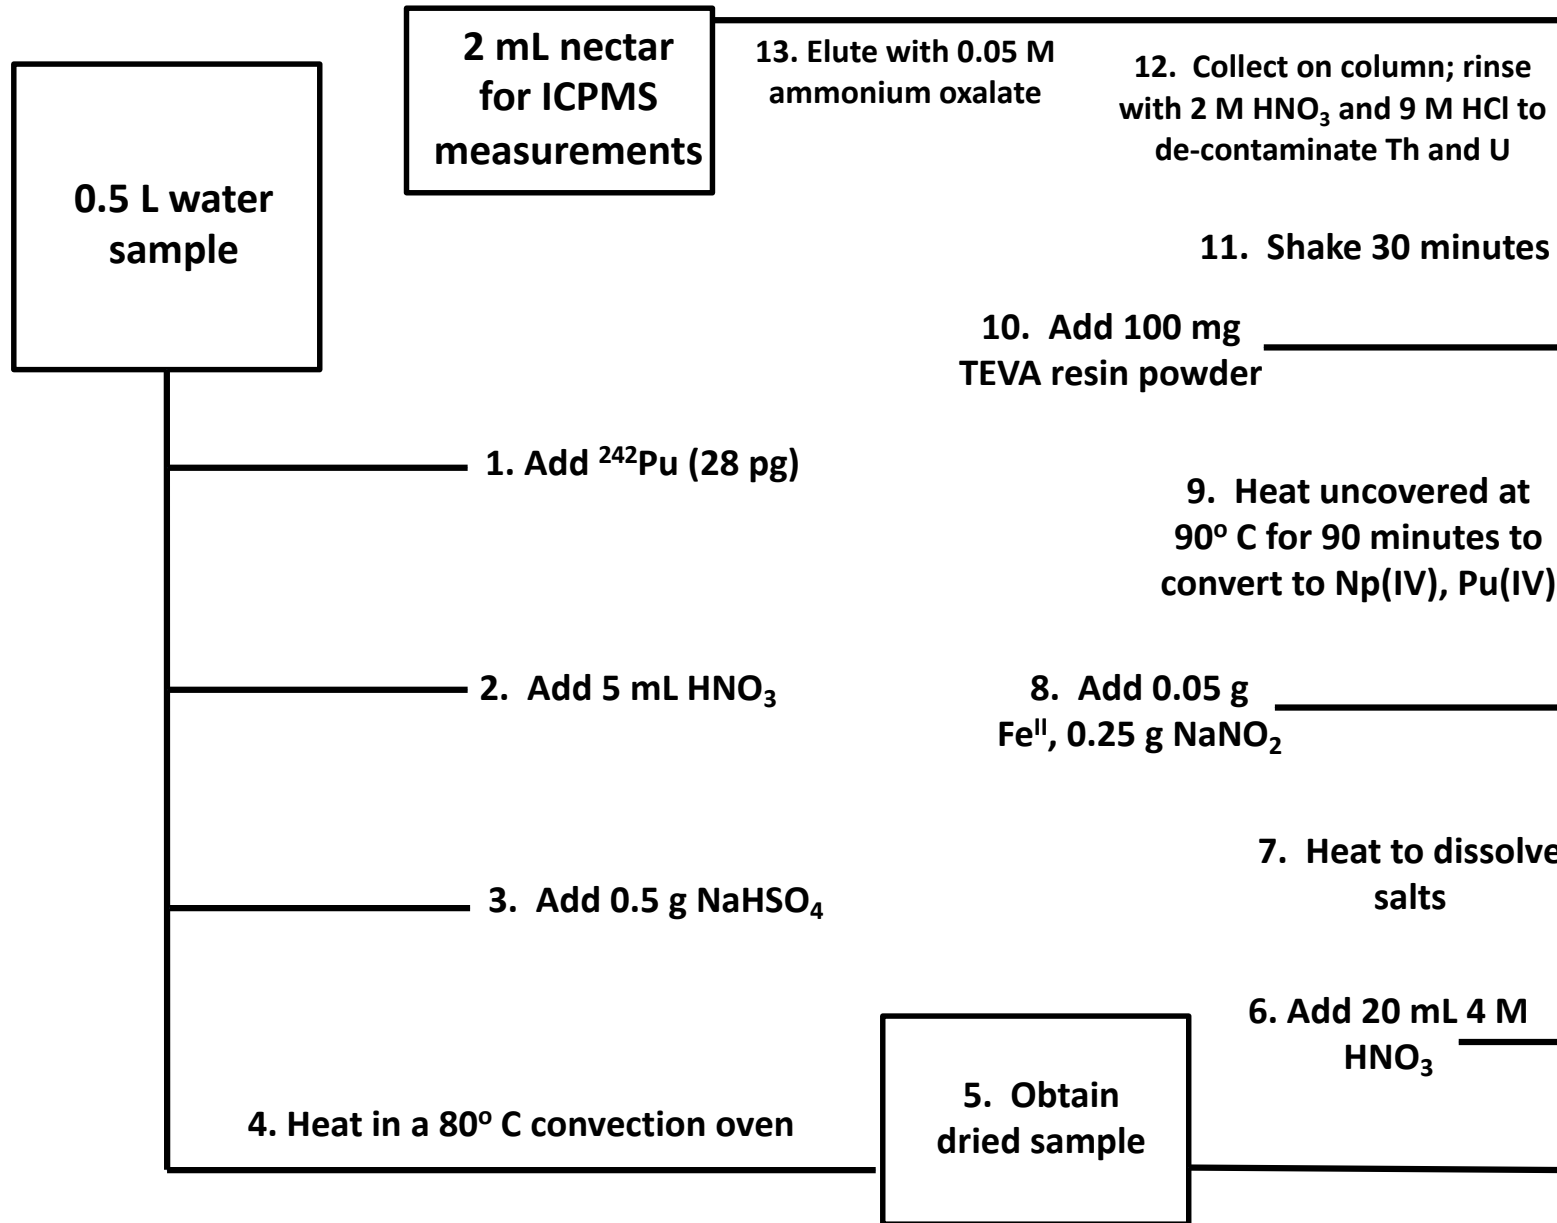 0.5 L water
sample
1. Add ²⁴²Pu (28 pg)
2. Add 5 mL HNO₃
3. Add 0.5 g NaHSO₄
4. Heat in a 80º C convection oven
5. Obtain
dried sample
6. Add 20 mL 4 M
HNO₃
7. Heat to dissolve
salts
8. Add 0.05 g
Feᴵᴵ, 0.25 g NaNO₂
9. Heat uncovered at
90º C for 90 minutes to
convert to Np(IV), Pu(IV)
10. Add 100 mg
TEVA resin powder
11. Shake 30 minutes
12. Collect on column; rinse
with 2 M HNO₃ and 9 M HCl to
de-contaminate Th and U
13. Elute with 0.05 M
ammonium oxalate
2 mL nectar
for ICPMS
measurements